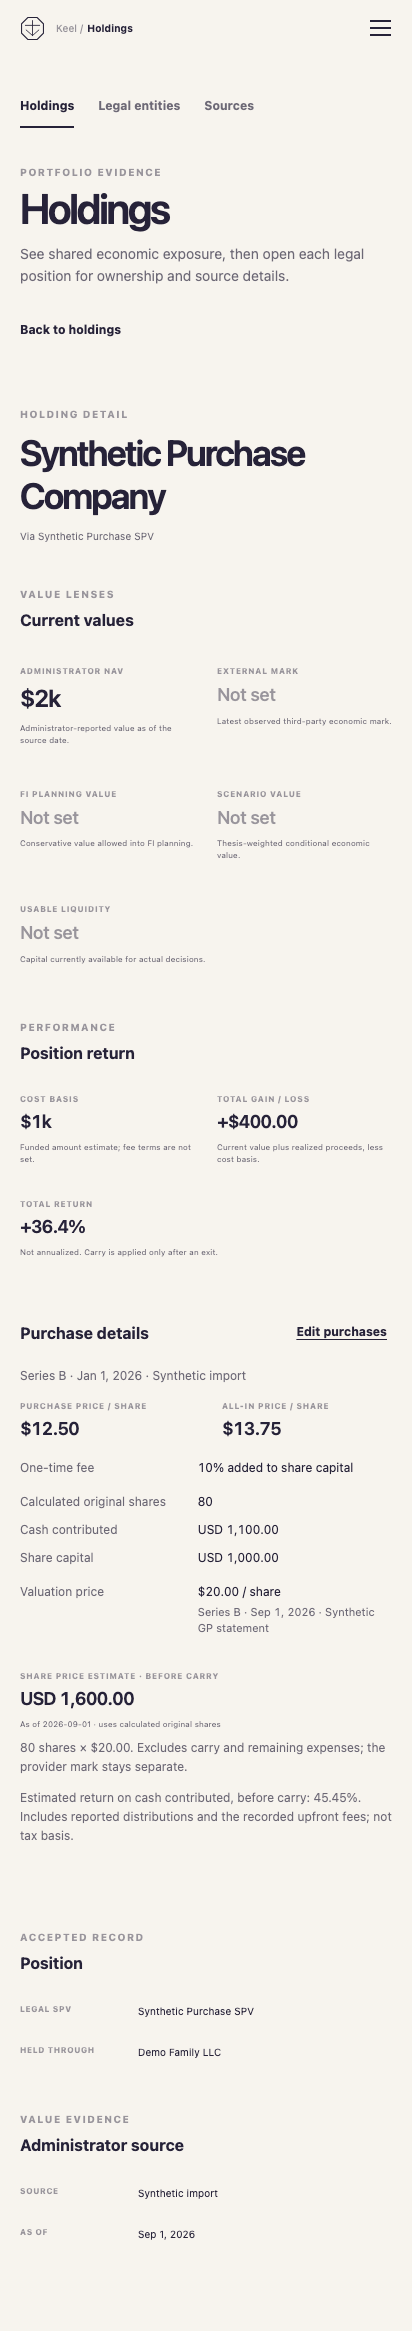 Keel / Holdings
Holdings Legal entities Sources
PORTFOLIO EVIDENCE
Holdings
See shared economic exposure, then open each legal
position for ownership and source details.
Back to holdings
HOLDING DETAIL
Synthetic Purchase
Company
Via Synthetic Purchase SPV
VALUE LENSES
Current values
ADMINISTRATOR NAV
$2k
Administrator-reported value as of the
source date.
EXTERNAL MARK
Not set
Latest observed third-party economic mark.
FI PLANNING VALUE
Not set
Conservative value allowed into FI planning.
SCENARIO VALUE
Not set
Thesis-weighted conditional economic
value.
USABLE LIQUIDITY
Not set
Capital currently available for actual decisions.
PERFORMANCE
Position return
COST BASIS
$1k
Funded amount estimate; fee terms are not
set.
TOTAL GAIN / LOSS
+$400.00
Current value plus realized proceeds, less
cost basis.
TOTAL RETURN
+36.4%
Not annualized. Carry is applied only after an exit.
Purchase details Edit purchases
Series B · Jan 1, 2026 · Synthetic import
PURCHASE PRICE / SHARE
$12.50
ALL-IN PRICE / SHARE
$13.75
One-time fee 10% added to share capital
Calculated original shares 80
Cash contributed USD 1,100.00
Share capital USD 1,000.00
Valuation price $20.00 / share
Series B · Sep 1, 2026 · Synthetic
GP statement
SHARE PRICE ESTIMATE · BEFORE CARRY
USD 1,600.00
As of 2026-09-01 · uses calculated original shares
80 shares × $20.00. Excludes carry and remaining expenses; the
provider mark stays separate.
Estimated return on cash contributed, before carry: 45.45%.
Includes reported distributions and the recorded upfront fees; not
tax basis.
ACCEPTED RECORD
Position
LEGAL SPV Synthetic Purchase SPV
HELD THROUGH Demo Family LLC
VALUE EVIDENCE
Administrator source
SOURCE Synthetic import
AS OF Sep 1, 2026